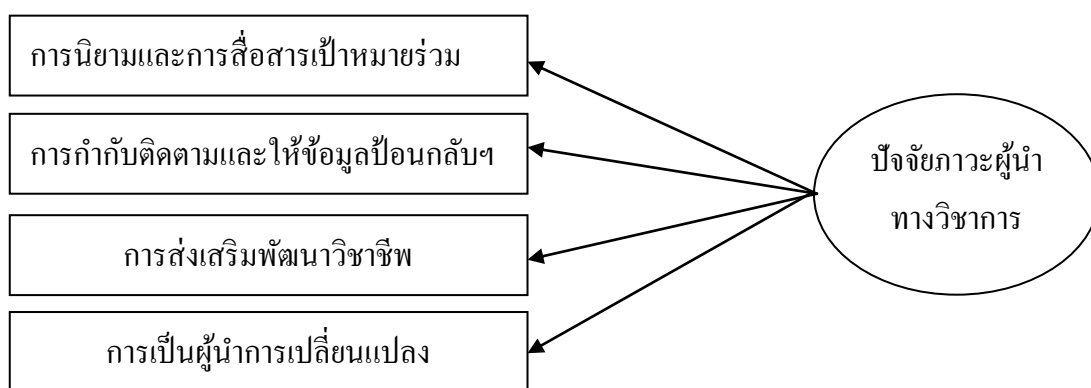 การนิยามและการสื่อสารเป้าหมายร่วม
การกำกับติดตามและให้ข้อมูลป้อนกลับฯ
การส่งเสริมพัฒนาวิชาชีพ
การเป็นผู้นำการเปลี่ยนแปลง
ปัจจัยภาวะผู้นำ
ทางวิชาการ